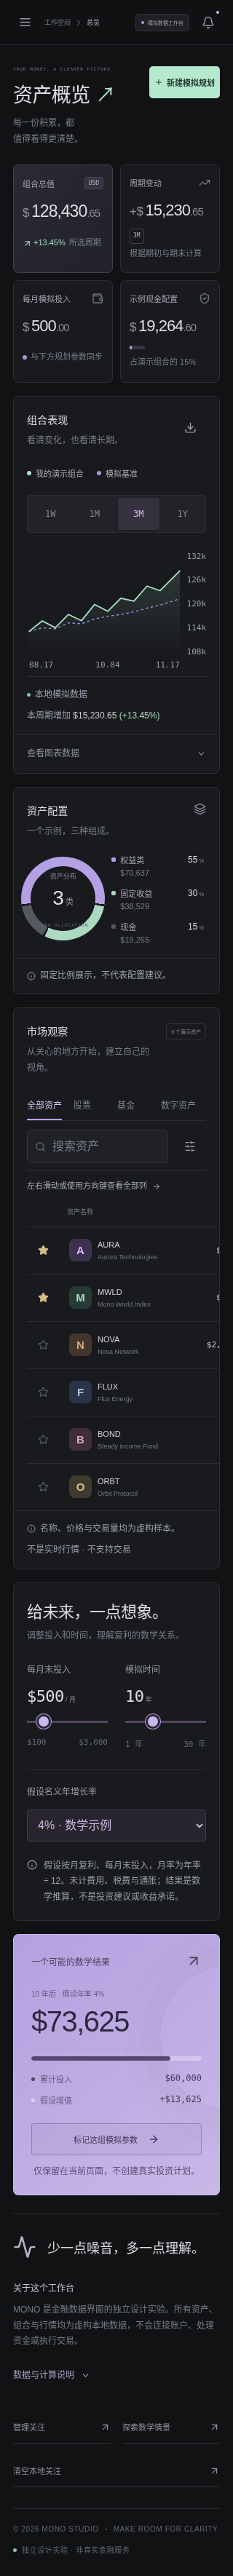 工作空间 > 总览
模拟数据工作台
YOUR MONEY. A CLEARER PICTURE.
资产概览
+ 新建模拟规划
每一份积累，都
值得看得更清楚。
组合总值
USD
$128,430.65
+13.45% 所选周期
周期变动
+$15,230.65
3M
根据期初与期末计算
每月模拟投入
$500.00
与下方规划参数同步
示例现金配置
$19,264.60
占演示组合的 15%
组合表现
看清变化，也看清长期。
我的演示组合
模拟基准
1W 1M 3M 1Y
132k
126k
120k
114k
108k
08.17 10.04 11.17
本地模拟数据
本周期增加 $15,230.65 (+13.45%)
查看图表数据
资产配置
一个示例，三种组成。
资产分布
3 类
权益类 55 %
$70,637
固定收益 30 %
$38,529
现金 15 %
$19,265
固定比例展示，不代表配置建议。
市场观察
6 个演示资产
从关心的地方开始，建立自己的
视角。
全部资产 股票 基金 数字资产
搜索资产
左右滑动或使用方向键查看全部列
资产名称
A AURA
Aurora Technologies
M MWLD
Mono World Index
N NOVA $2,
Nova Network
F FLUX
Flux Energy
B BOND
Steady Income Fund
O ORBT
Orbit Protocol
名称、价格与交易量均为虚构样本。
不是实时行情 · 不支持交易
给未来，一点想象。
调整投入和时间，理解复利的数学关系。
每月末投入
$500 / 月
$100 $3,000
模拟时间
10 年
1 年 30 年
假设名义年增长率
4% · 数学示例
假设按月复利、每月末投入，月率为年率
÷ 12。未计费用、税费与通胀；结果是数
学推算，不是投资建议或收益承诺。
一个可能的数学结果
10 年后 · 假设年率 4%
$73,625
累计投入 $60,000
假设增值 +$13,625
标记这组模拟参数
仅保留在当前页面，不创建真实投资计划。
少一点噪音，多一点理解。
关于这个工作台
MONO 是金融数据界面的独立设计实验。所有资产、
组合与行情均为虚构本地数据，不会连接账户、处理
资金或执行交易。
数据与计算说明
管理关注
探索数学情景
清空本地关注
© 2026 MONO STUDIO · MAKE ROOM FOR CLARITY.
独立设计实验 · 非真实金融服务